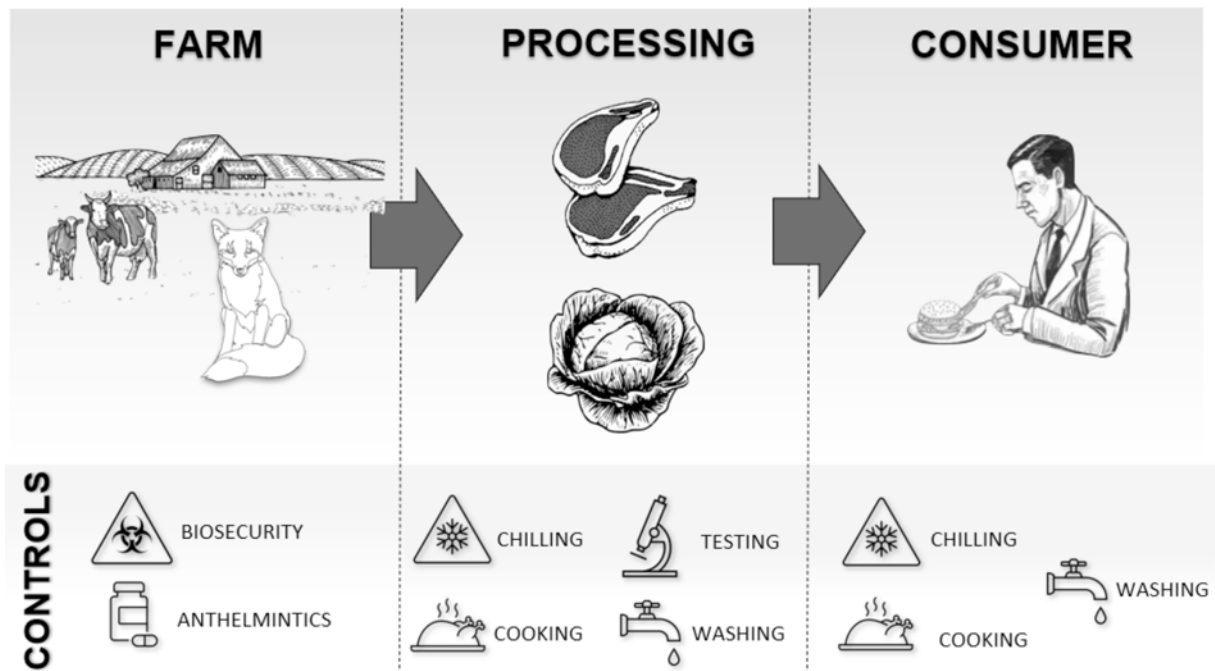 FARM
PROCESSING
CONSUMER
CONTROLS
BIOSECURITY
ANTHELMINTICS
CHILLING
TESTING
COOKING
WASHING
CHILLING
WASHING
COOKING